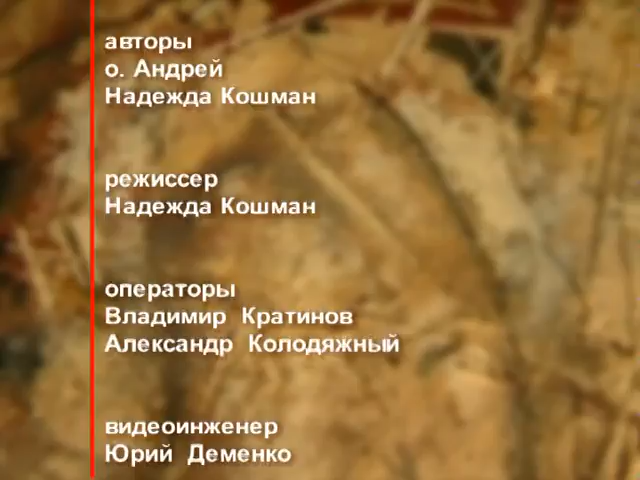 авторы
о. Андрей
Надежда Кошман
режиссер
Надежда Кошман
операторы
Владимир Кратинов
Александр Колодяжный
видеоинженер
Юрий Деменко